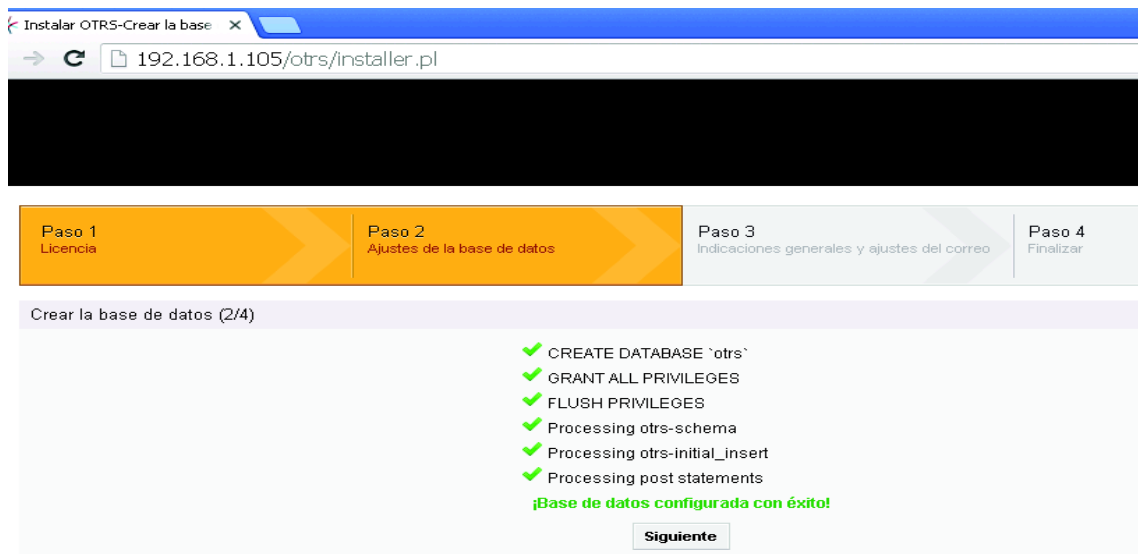 Instalar OTRS-Crear la base
192.168.1.105/otrs/installer.pl
Paso 1
Licencia
Paso 2
Ajustes de la base de datos
Paso 3
Indicaciones generales y ajustes del correo
Paso 4
Finalizar
Crear la base de datos (2/4)
CREATE DATABASE `otrs`
GRANT ALL PRIVILEGES
FLUSH PRIVILEGES
Processing otrs-schema
Processing otrs-initial_insert
Processing post statements
¡Base de datos configurada con éxito!
Siguiente